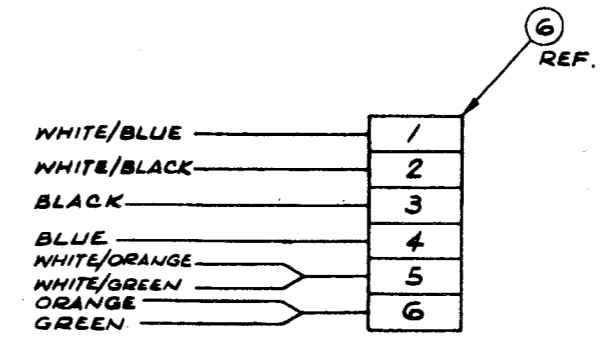 6
REF.
WHITE/BLUE 1
WHITE/BLACK 2
BLACK 3
BLUE 4
WHITE/ORANGE
WHITE/GREEN 5
ORANGE
GREEN 6